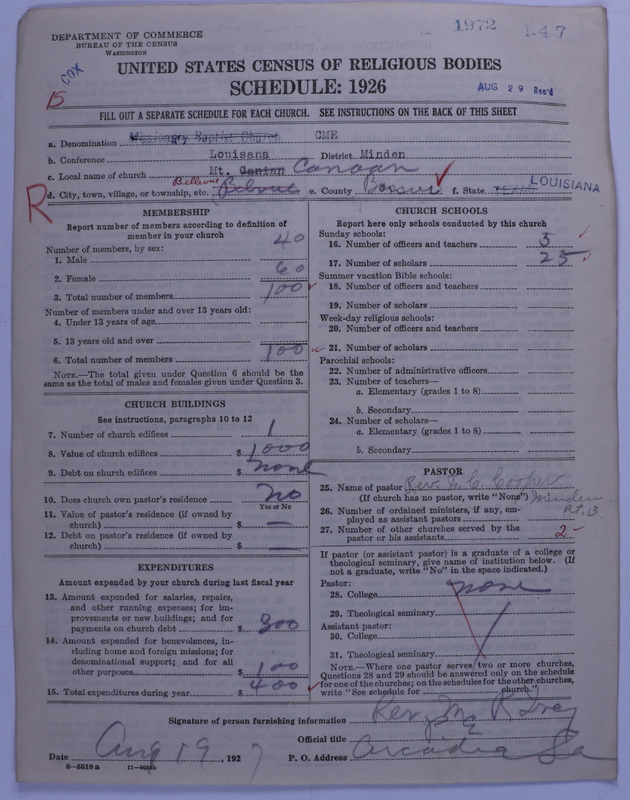 DEPARTMENT OF COMMERCE
BUREAU OF THE CENSUS
WASHINGTON
1972 147
COX
15
UNITED STATES CENSUS OF RELIGIOUS BODIES
SCHEDULE: 1926
AUG 29 Rec'd
FILL OUT A SEPARATE SCHEDULE FOR EACH CHURCH. SEE INSTRUCTIONS ON THE BACK OF THIS SHEET
a. Denomination Missionary Baptist Church CME
b. Conference Louisana District Minden
c. Local name of church Mt. Canaan
R
d. City, town, village, or township, etc. Bellevue e. County Bossier f. State LOUISIANA
MEMBERSHIP
Report number of members according to definition of member in your church
Number of members, by sex:
1. Male 40
2. Female 60
3. Total number of members 100
Number of members under and over 13 years old:
4. Under 13 years of age
5. 13 years old and over
6. Total number of members 100
NOTE.—The total given under Question 6 should be the same as the total of males and females given under Question 3.
CHURCH BUILDINGS
See instructions, paragraphs 10 to 12
7. Number of church edifices 1
8. Value of church edifices $ 1000
9. Debt on church edifices $ none
10. Does church own pastor's residence no
Yes or No
11. Value of pastor's residence (if owned by church) $ —
12. Debt on pastor's residence (if owned by church) $ —
EXPENDITURES
Amount expended by your church during last fiscal year
13. Amount expended for salaries, repairs, and other running expenses; for improvements or new buildings; and for payments on church debt $ 300
14. Amount expended for benevolences, including home and foreign missions; for denominational support; and for all other purposes $ 100
15. Total expenditures during year $ 400
CHURCH SCHOOLS
Report here only schools conducted by this church
Sunday schools:
16. Number of officers and teachers 5
17. Number of scholars 25
Summer vacation Bible schools:
18. Number of officers and teachers
19. Number of scholars
Week-day religious schools:
20. Number of officers and teachers
21. Number of scholars
Parochial schools:
22. Number of administrative officers
23. Number of teachers—
a. Elementary (grades 1 to 8)
b. Secondary
24. Number of scholars—
a. Elementary (grades 1 to 8)
b. Secondary
PASTOR
25. Name of pastor Rev. Cooper
(If church has no pastor, write "None") Minden Rt. 3
26. Number of ordained ministers, if any, employed as assistant pastors
27. Number of other churches served by the pastor or his assistants 2
If pastor (or assistant pastor) is a graduate of a college or theological seminary, give name of institution below. (If not a graduate, write "No" in the space indicated.)
Pastor:
28. College none
29. Theological seminary
Assistant pastor:
30. College
31. Theological seminary
NOTE.—Where one pastor serves two or more churches, Questions 28 and 29 should be answered only on the schedule for one of the churches; on the schedules for the other churches, write "See schedule for church."
Signature of person furnishing information Rev.
Official title P. E.
Date Aug 19, 1927 P. O. Address Arcadia La
8—5518 a